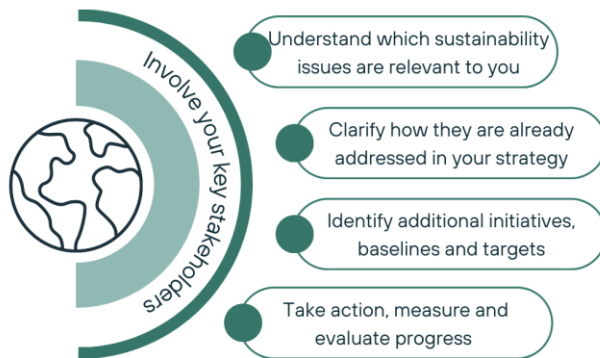 Involve your key stakeholders
Understand which sustainability
issues are relevant to you
Clarify how they are already
addressed in your strategy
Identify additional initiatives,
baselines and targets
Take action, measure and
evaluate progress